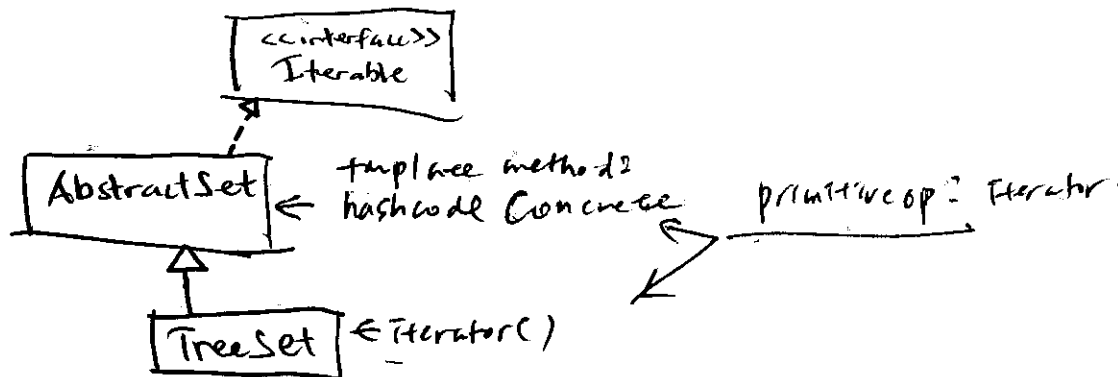 <<interface>>
Iterable
AbstractSet
template method:
hashcode Concrete
primitive op: iterator
TreeSet
← iterator()